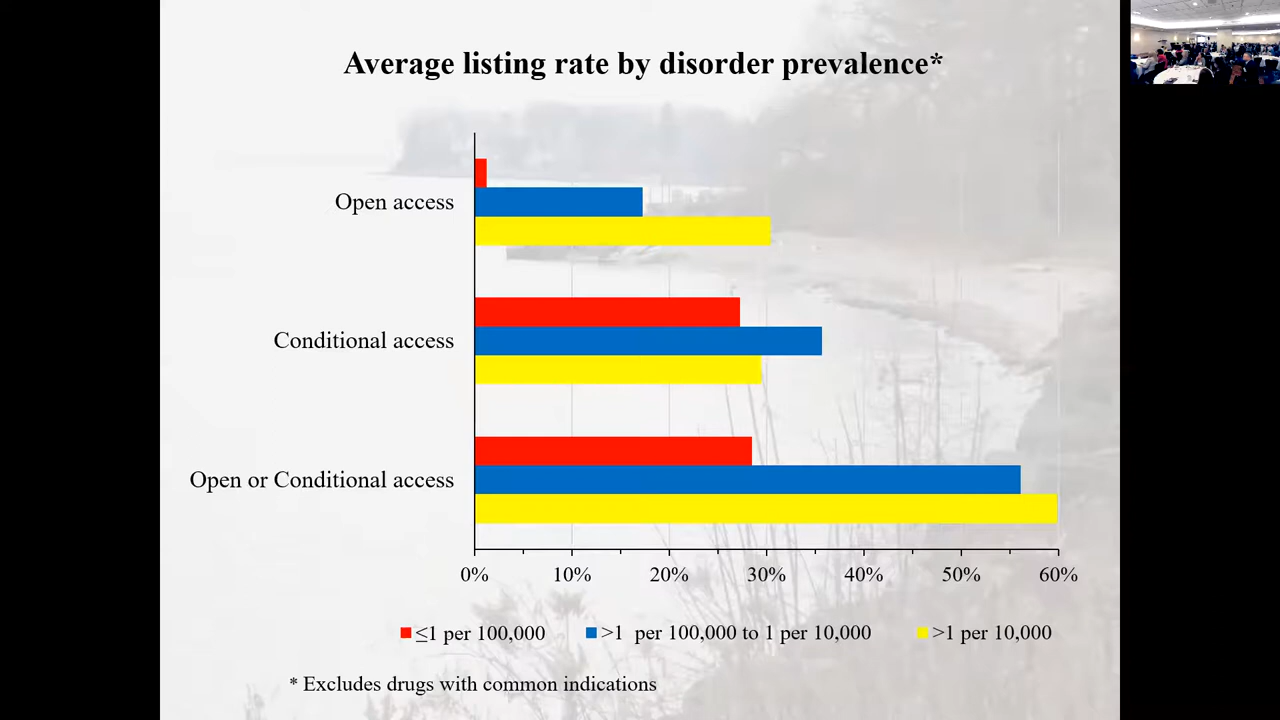 Average listing rate by disorder prevalence*
Open access
Conditional access
Open or Conditional access
0% 10% 20% 30% 40% 50% 60%
≤1 per 100,000 >1 per 100,000 to 1 per 10,000 >1 per 10,000
* Excludes drugs with common indications